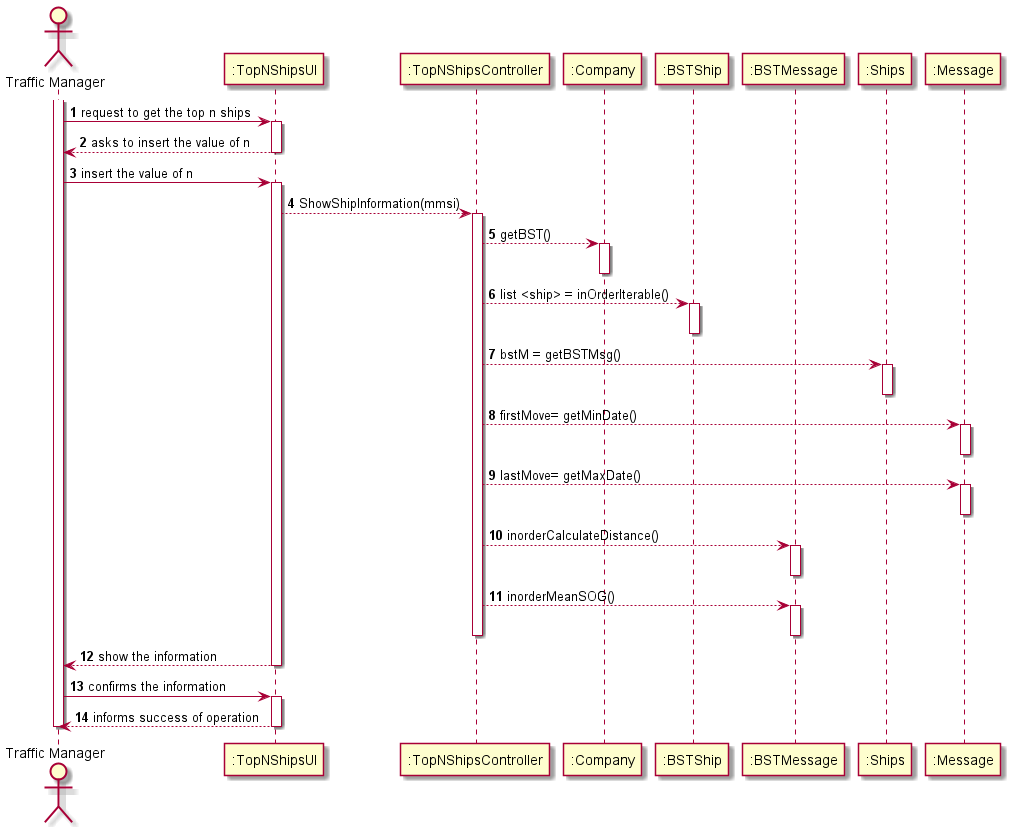 Traffic Manager
:TopNShipsUI
:TopNShipsController
:Company
:BSTShip
:BSTMessage
:Ships
:Message
1 request to get the top n ships
2 asks to insert the value of n
3 insert the value of n
4 ShowShipInformation(mmsi)
5 getBST()
6 list <ship> = inOrderIterable()
7 bstM = getBSTMsg()
8 firstMove= getMinDate()
9 lastMove= getMaxDate()
10 inorderCalculateDistance()
11 inorderMeanSOG()
12 show the information
13 confirms the information
14 informs success of operation
Traffic Manager
:TopNShipsUI
:TopNShipsController
:Company
:BSTShip
:BSTMessage
:Ships
:Message